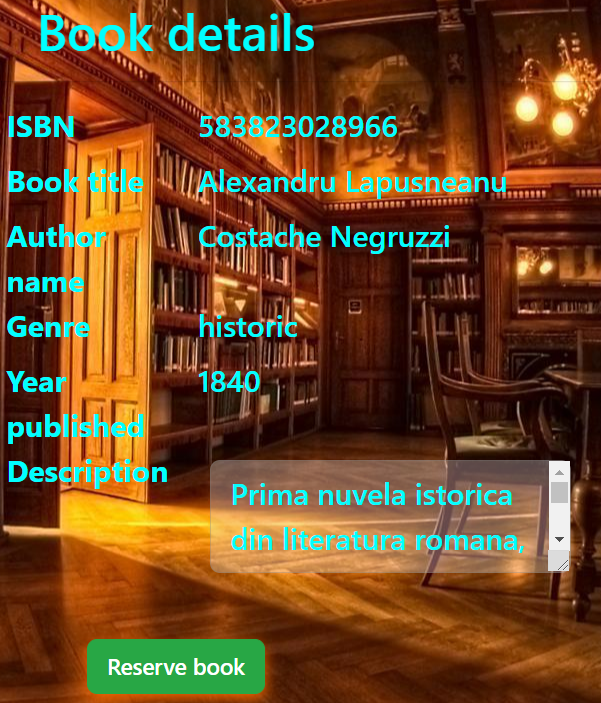 Book details
ISBN 583823028966
Book title Alexandru Lapusneanu
Author Costache Negruzzi
name
Genre historic
Year 1840
published
Description
Prima nuvela istorica
din literatura romana,
Reserve book